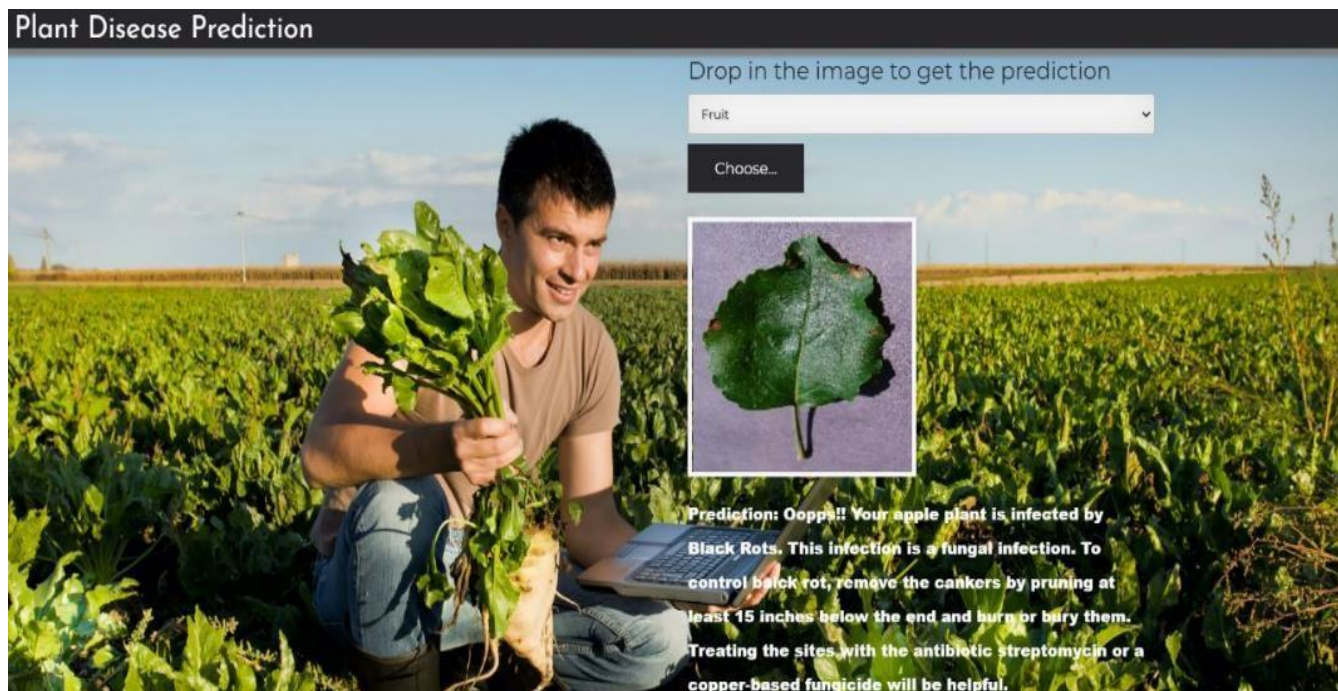 Plant Disease Prediction
Drop in the image to get the prediction
Fruit
Choose...
Prediction: Oopps!! Your apple plant is infected by
Black Rots. This infection is a fungal infection. To
control balck rot, remove the cankers by pruning at
least 15 inches below the end and burn or bury them.
Treating the sites with the antibiotic streptomycin or a
copper-based fungicide will be helpful.